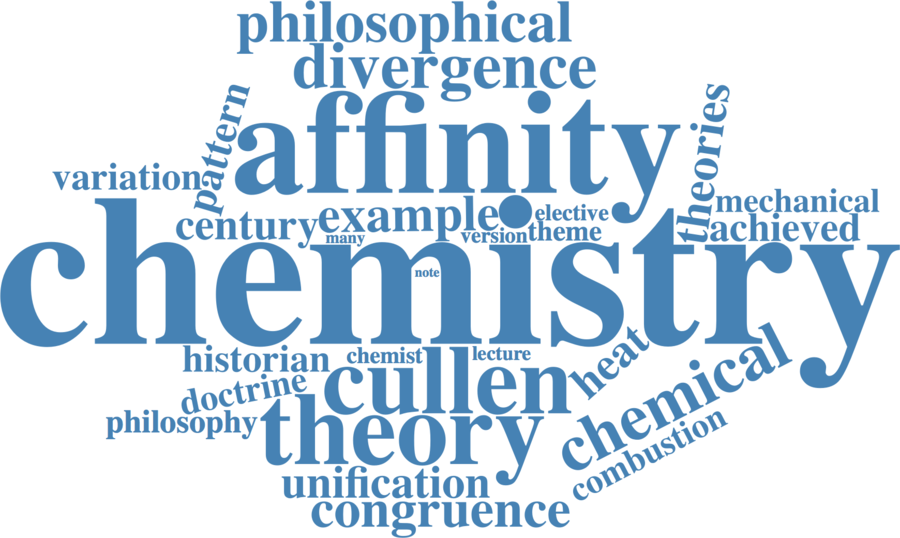 philosophical
divergence
pattern
affinity
theories
variation
mechanical
century
example
elective
achieved
many
version
theme
chemistry
note
historian
chemist
lecture
heat
doctrine
cullen
chemical
philosophy
theory
combustion
unification
congruence